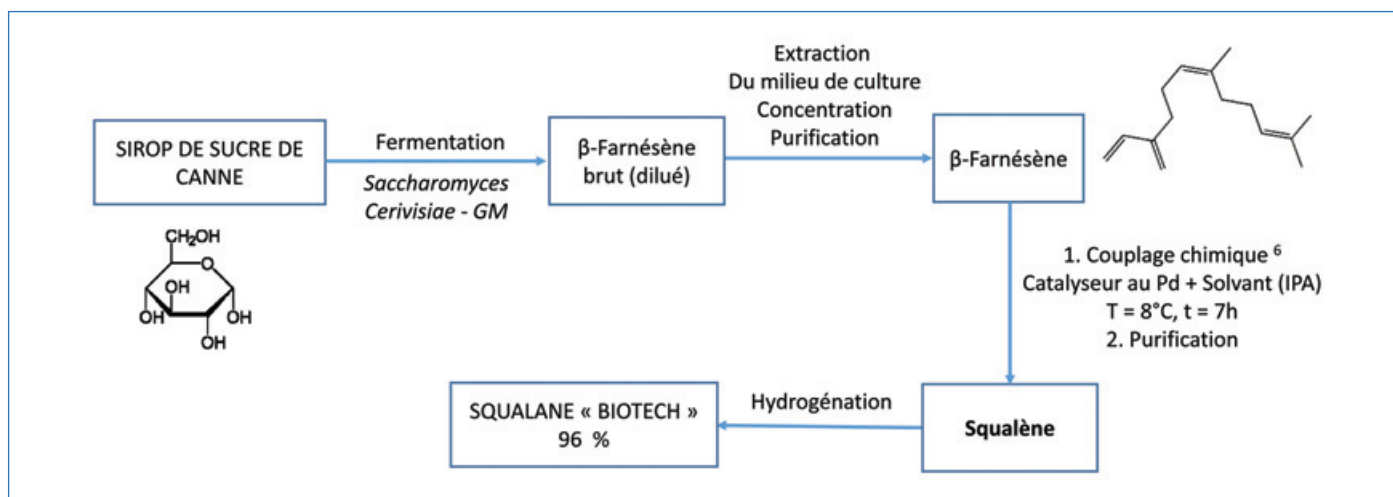 SIROP DE SUCRE DE
CANNE
Fermentation
Saccharomyces
Cerivisiae - GM
β-Farnésène
brut (dilué)
Extraction
Du milieu de culture
Concentration
Purification
β-Farnésène
CH₂OH
O
OH
OH
OH
OH
1. Couplage chimique ⁶
Catalyseur au Pd + Solvant (IPA)
T = 8°C, t = 7h
2. Purification
Squalène
Hydrogénation
SQUALANE « BIOTECH »
96 %